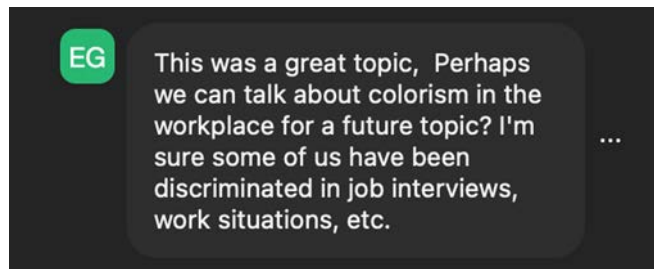 EG
This was a great topic,  Perhaps
we can talk about colorism in the
workplace for a future topic? I'm
sure some of us have been
discriminated in job interviews,
work situations, etc.
...